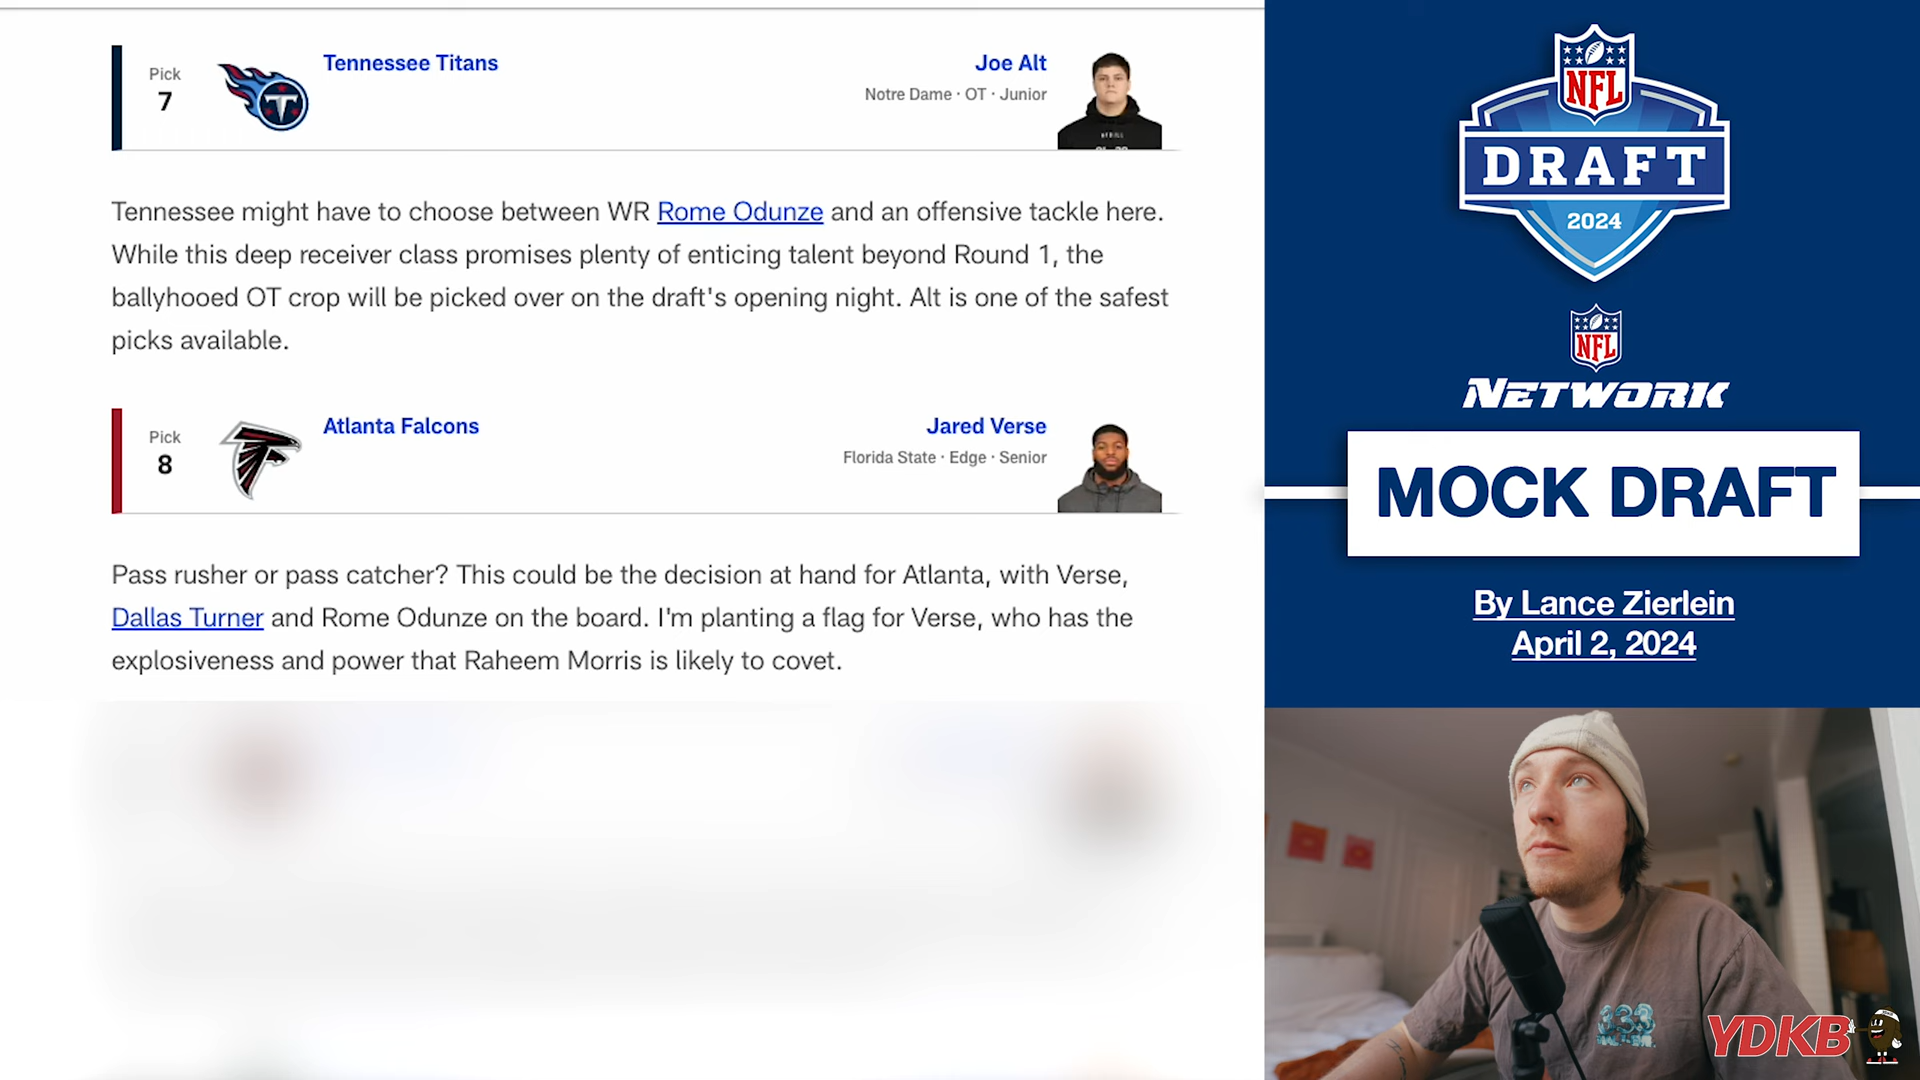 Pick
7
Tennessee Titans
Joe Alt
Notre Dame · OT · Junior
Tennessee might have to choose between WR Rome Odunze and an offensive tackle here.
While this deep receiver class promises plenty of enticing talent beyond Round 1, the
ballyhooed OT crop will be picked over on the draft's opening night. Alt is one of the safest
picks available.
Pick
8
Atlanta Falcons
Jared Verse
Florida State · Edge · Senior
Pass rusher or pass catcher? This could be the decision at hand for Atlanta, with Verse,
Dallas Turner and Rome Odunze on the board. I'm planting a flag for Verse, who has the
explosiveness and power that Raheem Morris is likely to covet.
NFL
DRAFT
2024
NFL
NETWORK
MOCK DRAFT
By Lance Zierlein
April 2, 2024
333
YDKB